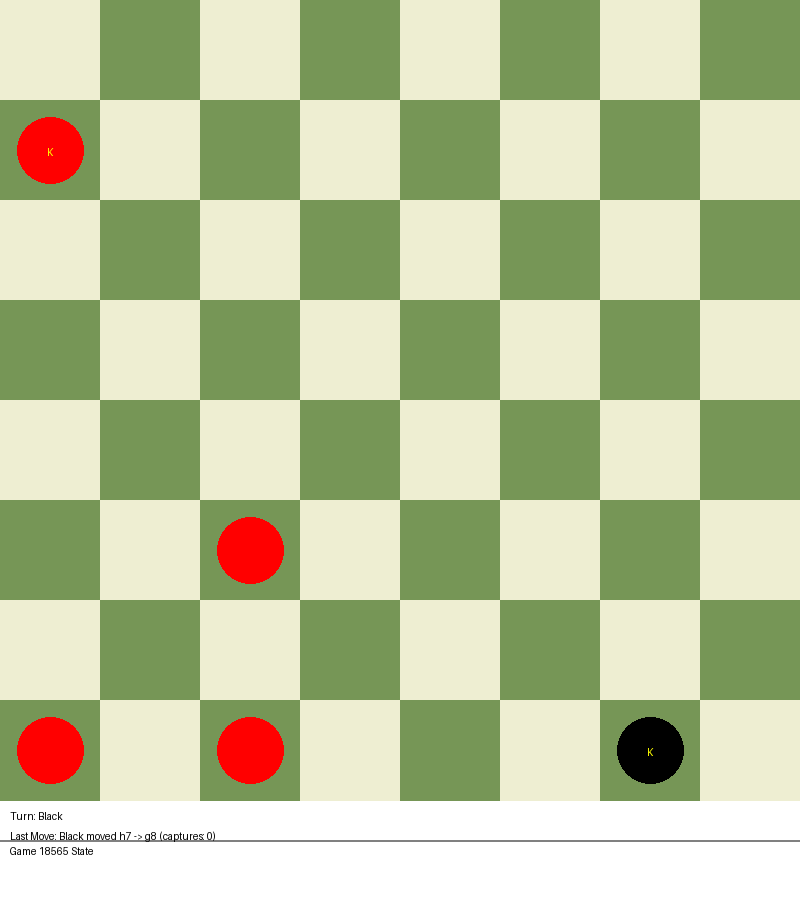 K
K
Turn: Black
Last Move: Black moved h7 -> g8 (captures: 0)
Game 18565 State